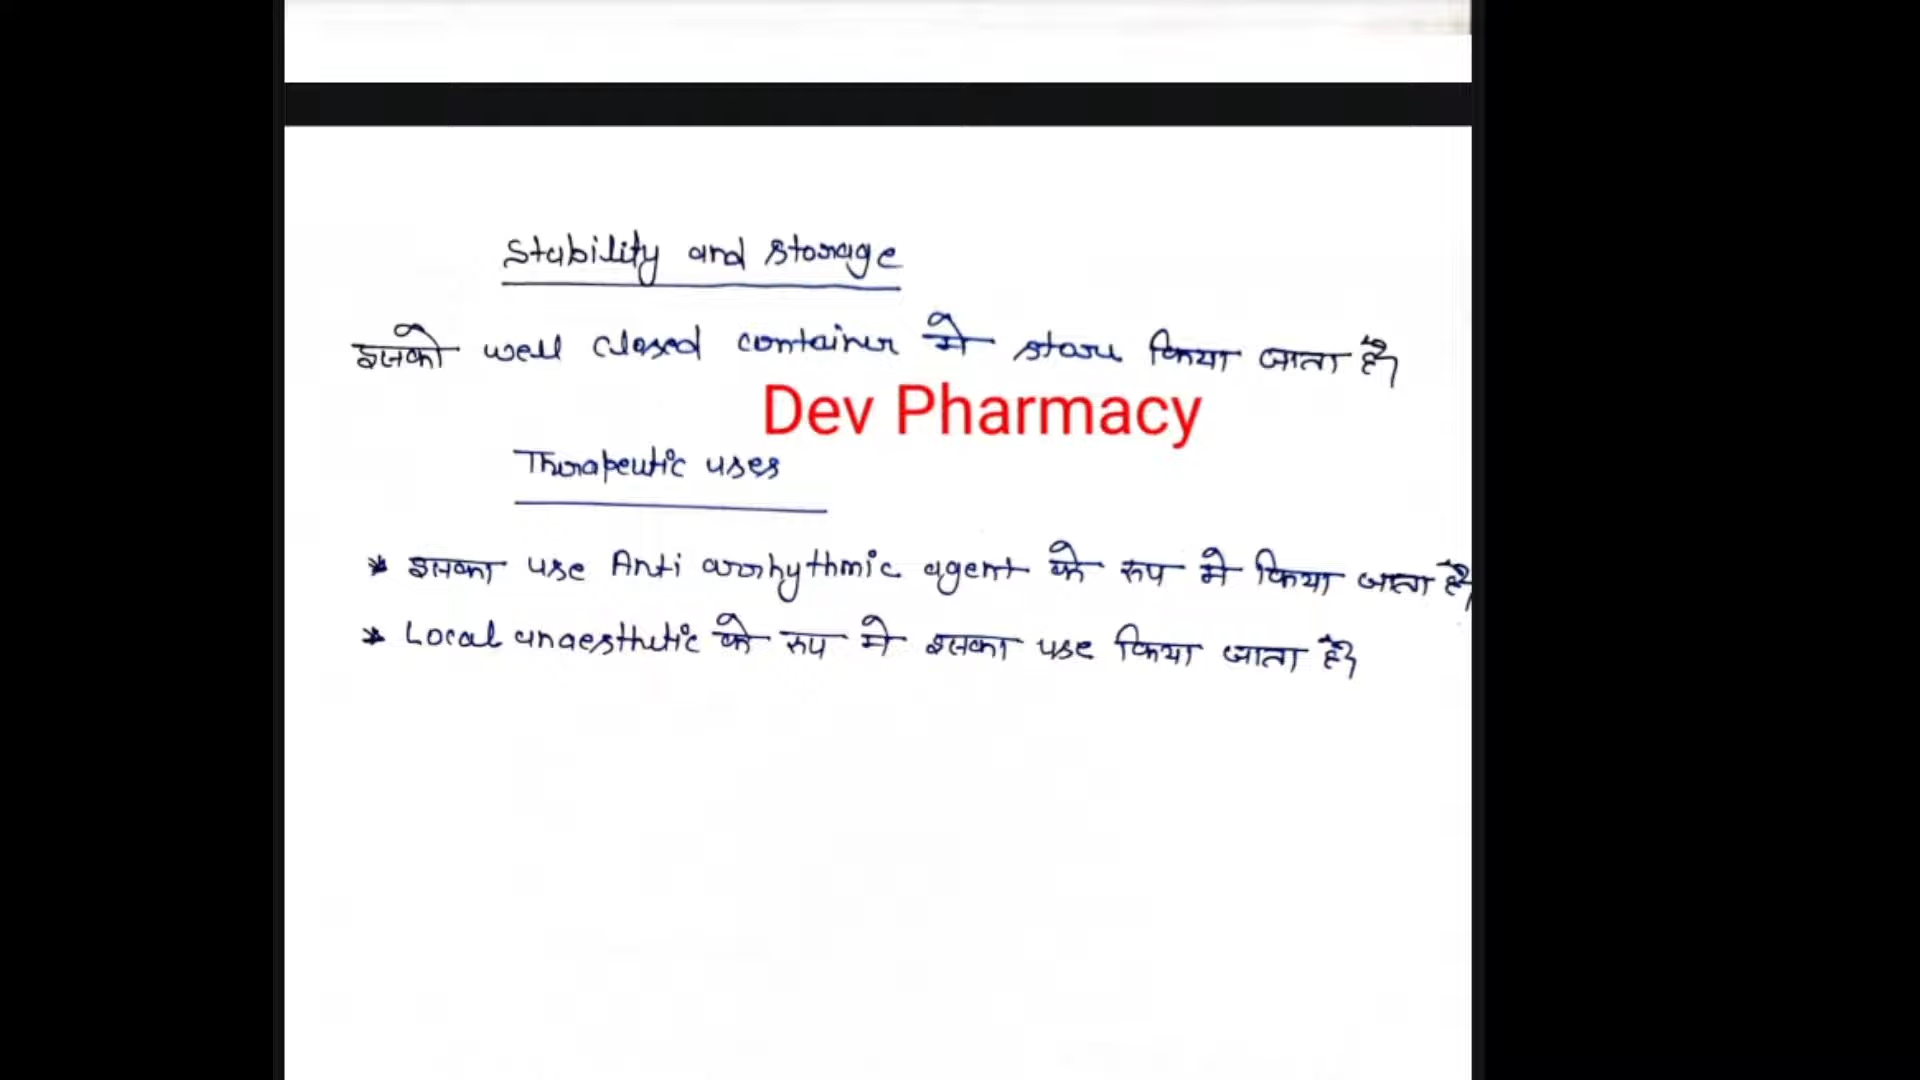 Stability and storage
इसको well closed container में store किया जाता है।
Dev Pharmacy
Therapeutic uses
* इसका use Anti arrhythmic agent के रूप में किया जाता है।
* Local anaesthetic के रूप में इसका use किया जाता है।